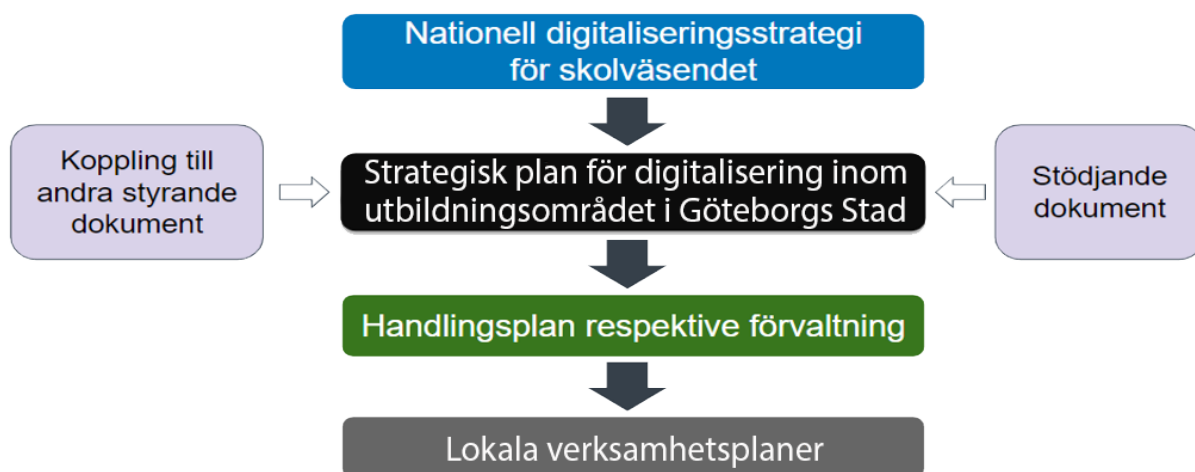 Nationell digitaliseringsstrategi
för skolväsendet
Koppling till
andra styrande
dokument
Strategisk plan för digitalisering inom
utbildningsområdet i Göteborgs Stad
Stödjande
dokument
Handlingsplan respektive förvaltning
Lokala verksamhetsplaner